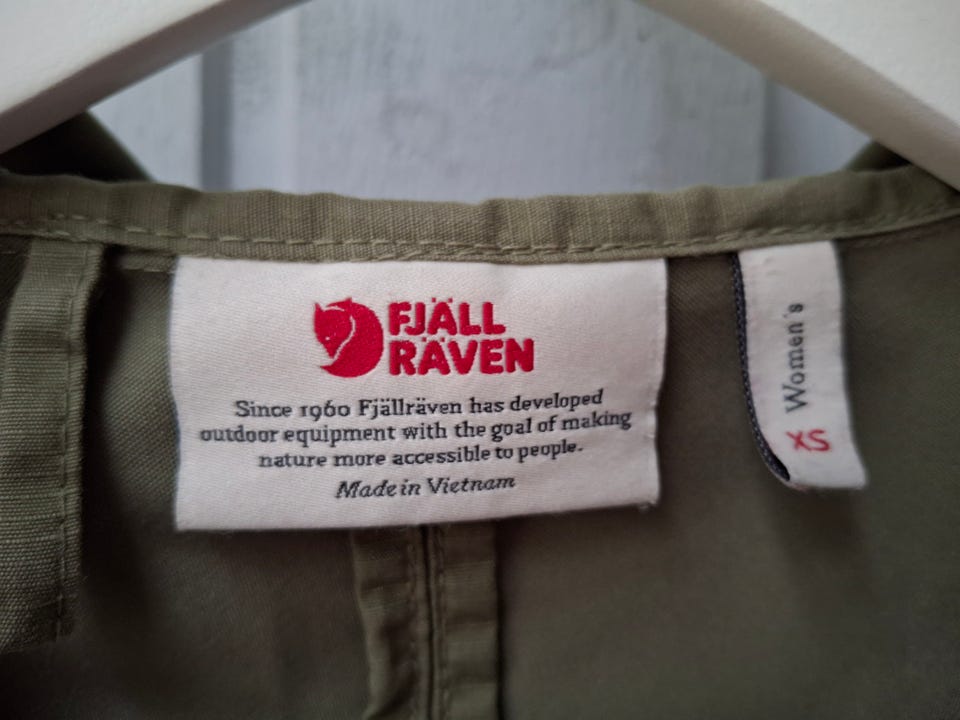 FJÄLL
RÄVEN
Since 1960 Fjällräven has developed
outdoor equipment with the goal of making
nature more accessible to people.
Made in Vietnam
Women's
XS